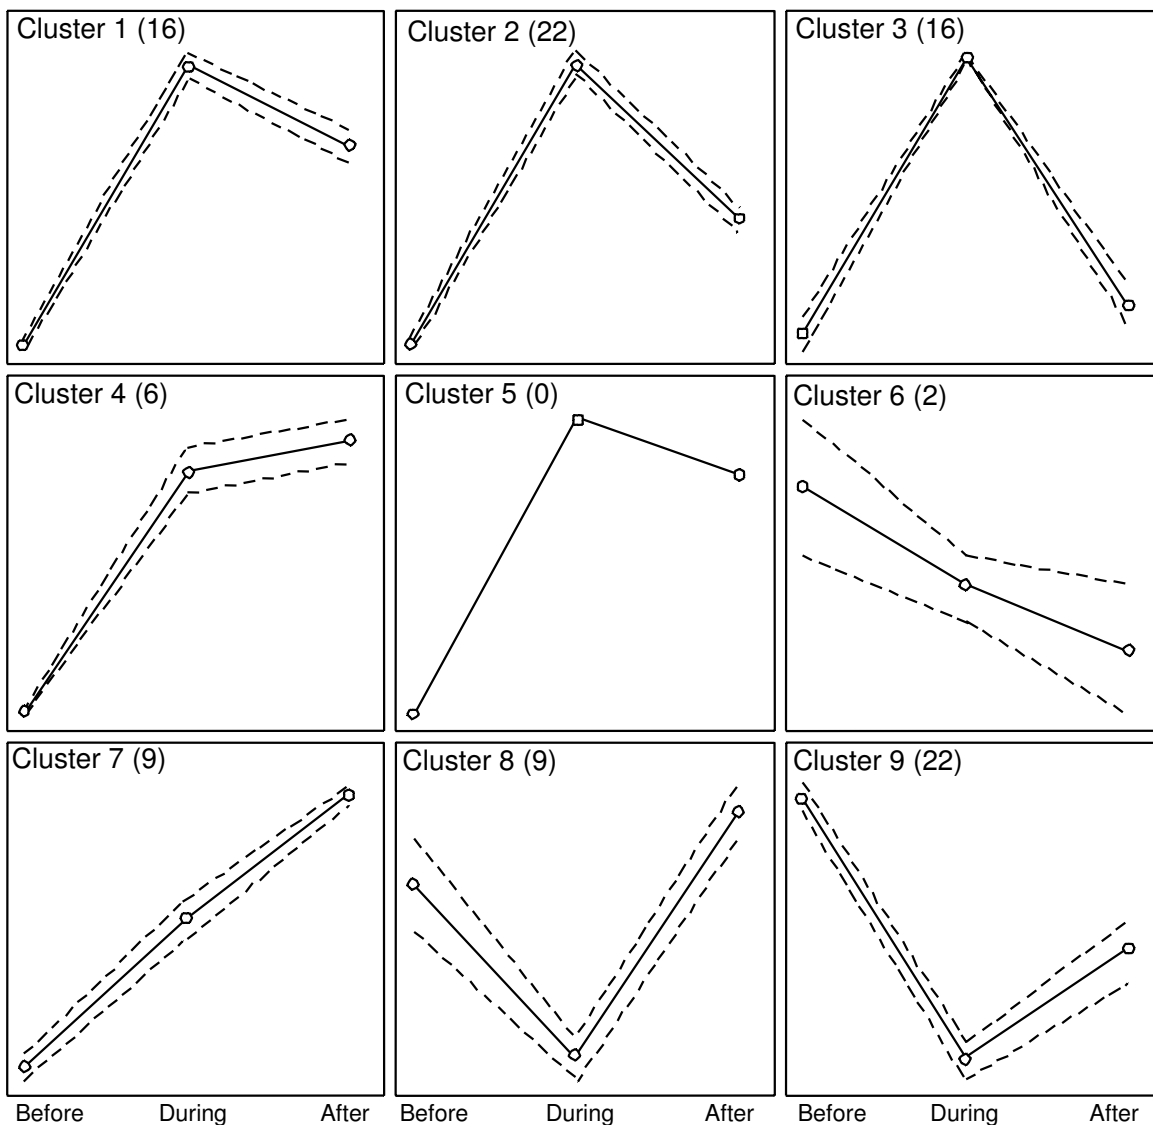 Cluster 1 (16)
Cluster 2 (22)
Cluster 3 (16)
Cluster 4 (6)
Cluster 5 (0)
Cluster 6 (2)
Cluster 7 (9)
Cluster 8 (9)
Cluster 9 (22)
Before During After
Before During After
Before During After